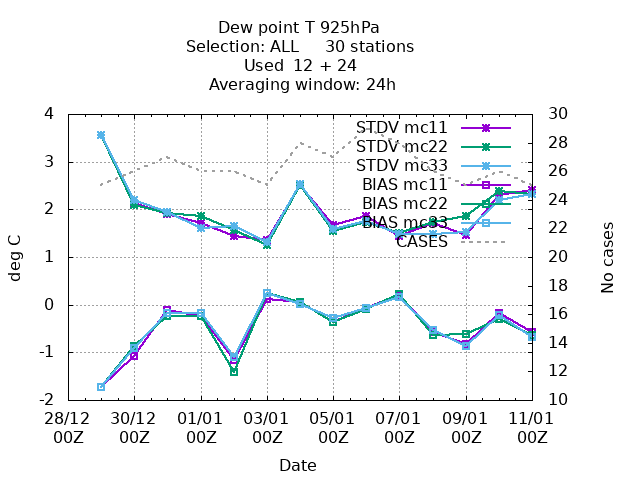 Dew point T 925hPa
Selection: ALL 30 stations
Used 12 + 24
Averaging window: 24h
STDV mc11
STDV mc22
STDV mc33
BIAS mc11
BIAS mc22
BIAS mc33
CASES
4
3
2
1
0
-1
-2
deg C
30
28
26
24
22
20
18
16
14
12
10
No cases
28/12 30/12 01/01 03/01 05/01 07/01 09/01 11/01
00Z 00Z 00Z 00Z 00Z 00Z 00Z 00Z
Date